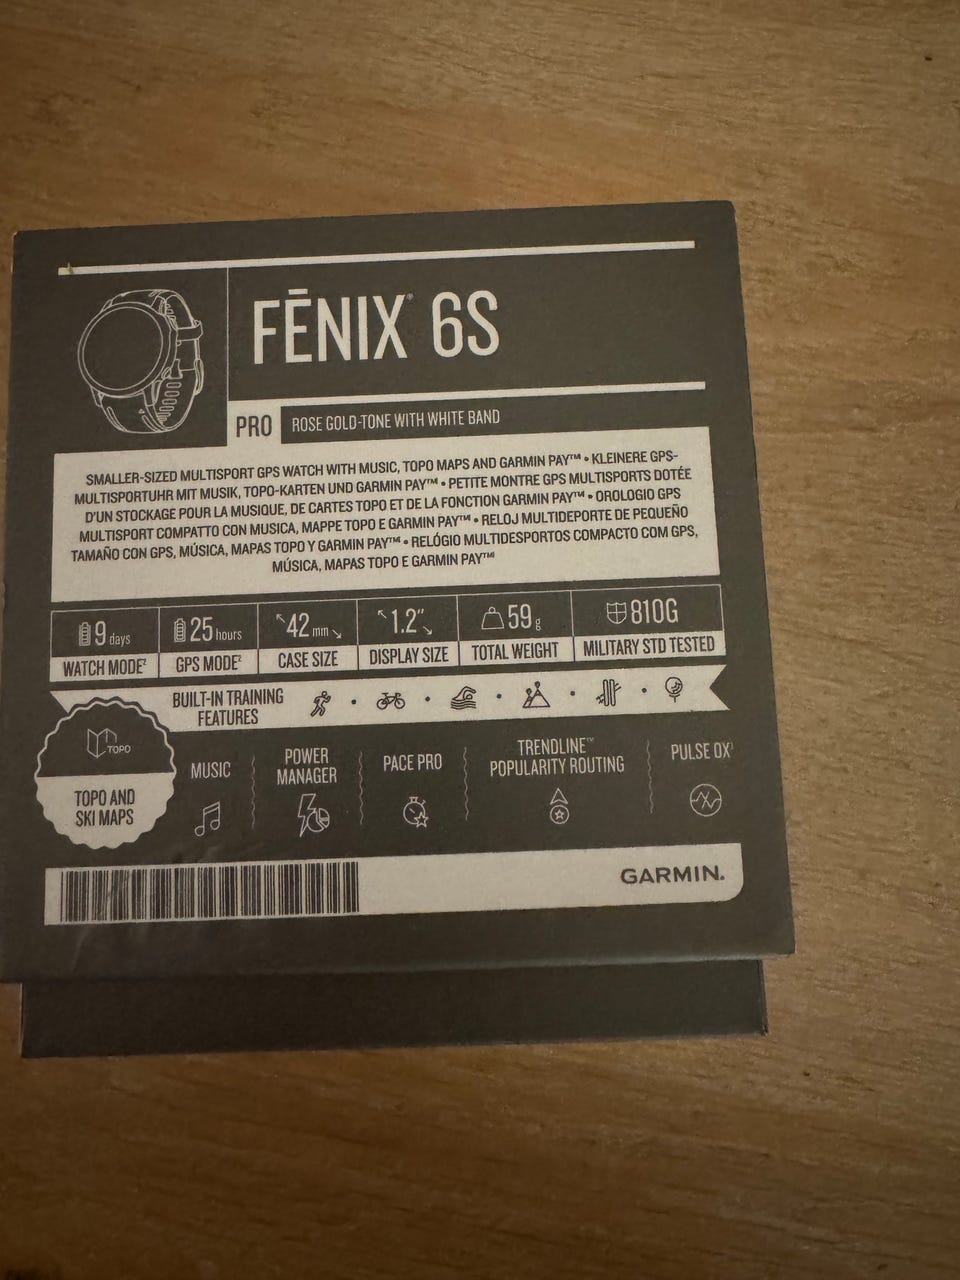 FĒNIX® 6S
PRO
ROSE GOLD-TONE WITH WHITE BAND
SMALLER-SIZED MULTISPORT GPS WATCH WITH MUSIC, TOPO MAPS AND GARMIN PAY™ • KLEINERE GPS-
MULTISPORTUHR MIT MUSIK, TOPO-KARTEN UND GARMIN PAY™ • PETITE MONTRE GPS MULTISPORTS DOTÉE
D'UN STOCKAGE POUR LA MUSIQUE, DE CARTES TOPO ET DE LA FONCTION GARMIN PAY™ • OROLOGIO GPS
MULTISPORT COMPATTO CON MUSICA, MAPPE TOPO E GARMIN PAY™ • RELOJ MULTIDEPORTE DE PEQUEÑO
TAMAÑO CON GPS, MÚSICA, MAPAS TOPO Y GARMIN PAY™ • RELÓGIO MULTIDESPORTOS COMPACTO COM GPS,
MÚSICA, MAPAS TOPO E GARMIN PAY™
9 days
WATCH MODE²
25 hours
GPS MODE²
42 mm
CASE SIZE
1.2"
DISPLAY SIZE
59 g
TOTAL WEIGHT
810G
MILITARY STD TESTED
BUILT-IN TRAINING
FEATURES
TOPO
TOPO AND
SKI MAPS
MUSIC
POWER
MANAGER
PACE PRO
TRENDLINE™
POPULARITY ROUTING
PULSE OX³
GARMIN.